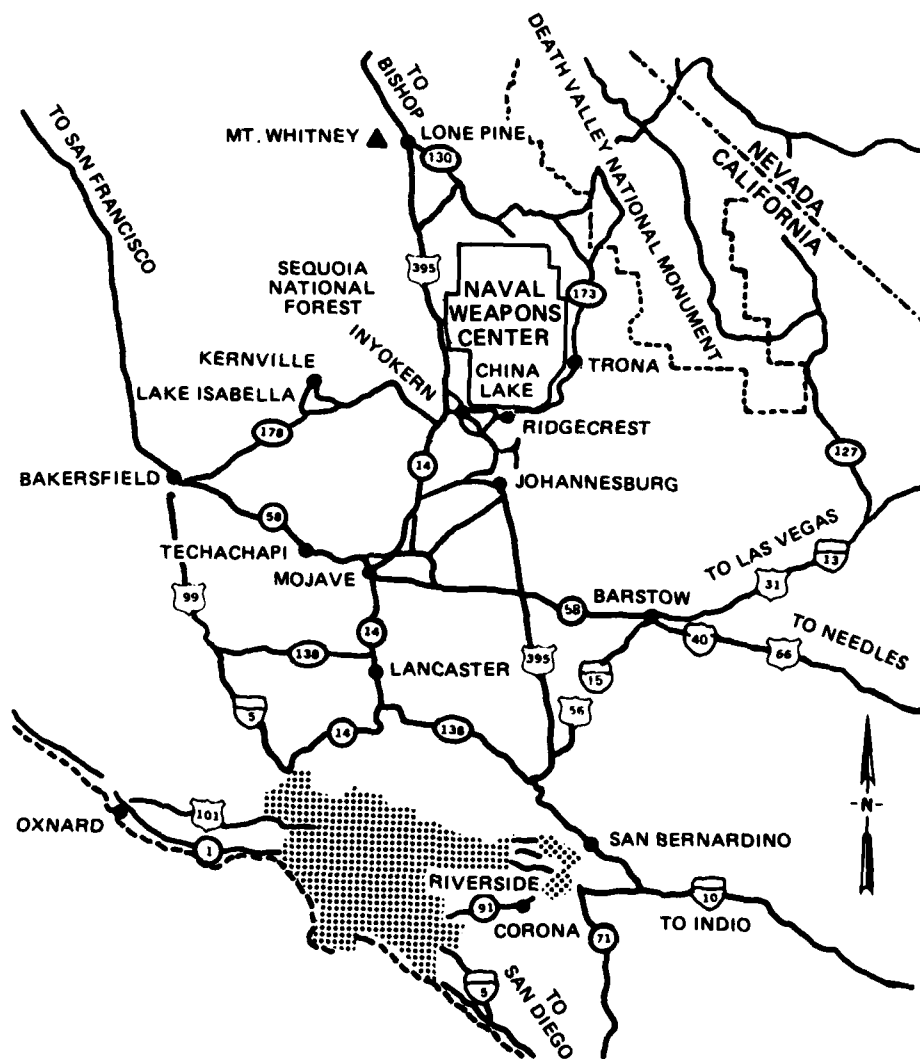 TO BISHOP
DEATH VALLEY NATIONAL MONUMENT
TO SAN FRANCISCO
MT. WHITNEY
LONE PINE
130
NEVADA
CALIFORNIA
395
SEQUOIA
NATIONAL
FOREST
NAVAL
WEAPONS
CENTER
173
INYOKERN
CHINA
LAKE
TRONA
KERNVILLE
LAKE ISABELLA
RIDGECREST
178
14
127
BAKERSFIELD
JOHANNESBURG
58
TECHACHAPI
MOJAVE
TO LAS VEGAS
13
31
99
BARSTOW
58
40
66
TO NEEDLES
14
138
395
15
LANCASTER
56
5
14
138
-N-
101
OXNARD
1
SAN BERNARDINO
RIVERSIDE
91
CORONA
10
TO INDIO
71
5
TO
SAN DIEGO